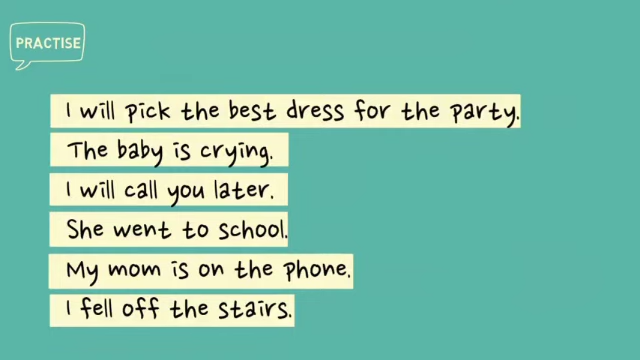 PRACTISE
I will pick the best dress for the party.
The baby is crying.
I will call you later.
She went to school.
My mom is on the phone.
I fell off the stairs.